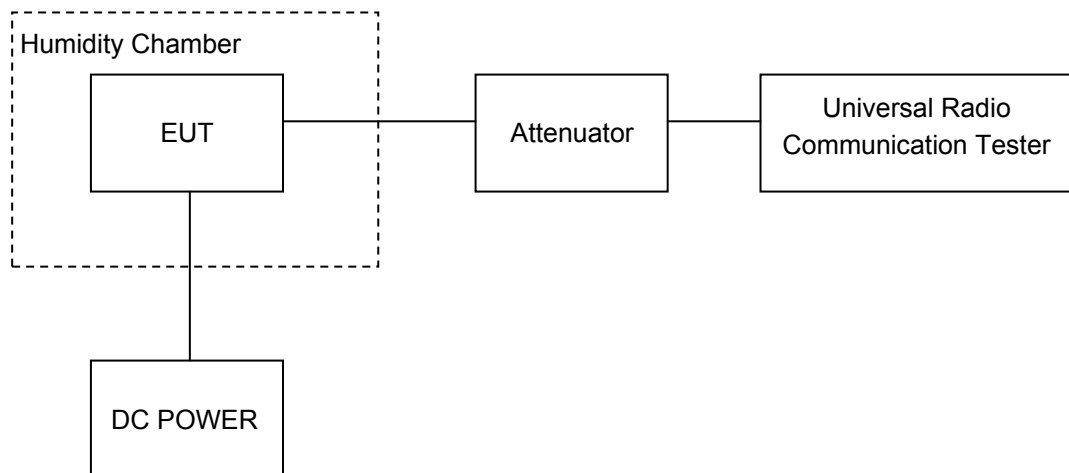 Humidity Chamber
EUT
Attenuator
Universal Radio
Communication Tester
DC POWER